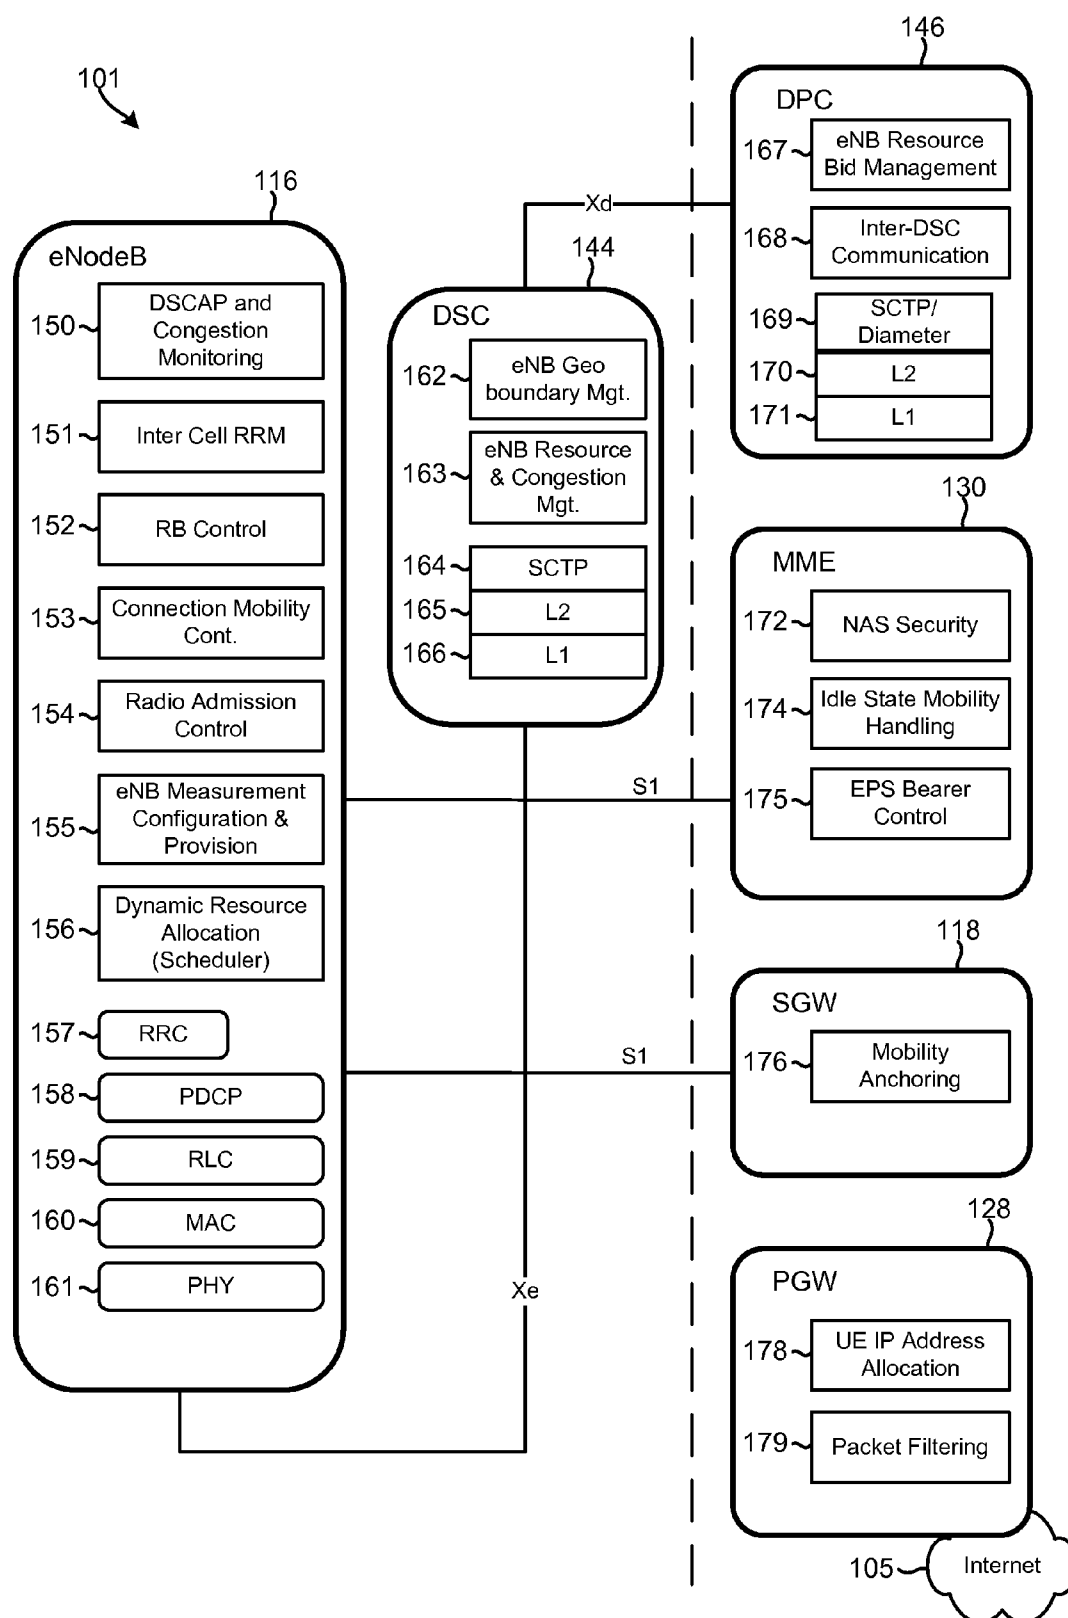 101
116
eNodeB
150
DSCAP and
Congestion
Monitoring
151
Inter Cell RRM
152
RB Control
153
Connection Mobility
Cont.
154
Radio Admission
Control
155
eNB Measurement
Configuration &
Provision
156
Dynamic Resource
Allocation
(Scheduler)
157
RRC
158
PDCP
159
RLC
160
MAC
161
PHY
144
DSC
162
eNB Geo
boundary Mgt.
163
eNB Resource
& Congestion
Mgt.
164
SCTP
165
L2
166
L1
Xd
S1
S1
Xe
146
DPC
167
eNB Resource
Bid Management
168
Inter-DSC
Communication
169
SCTP/
Diameter
170
L2
171
L1
130
MME
172
NAS Security
174
Idle State Mobility
Handling
175
EPS Bearer
Control
118
SGW
176
Mobility
Anchoring
128
PGW
178
UE IP Address
Allocation
179
Packet Filtering
105
Internet